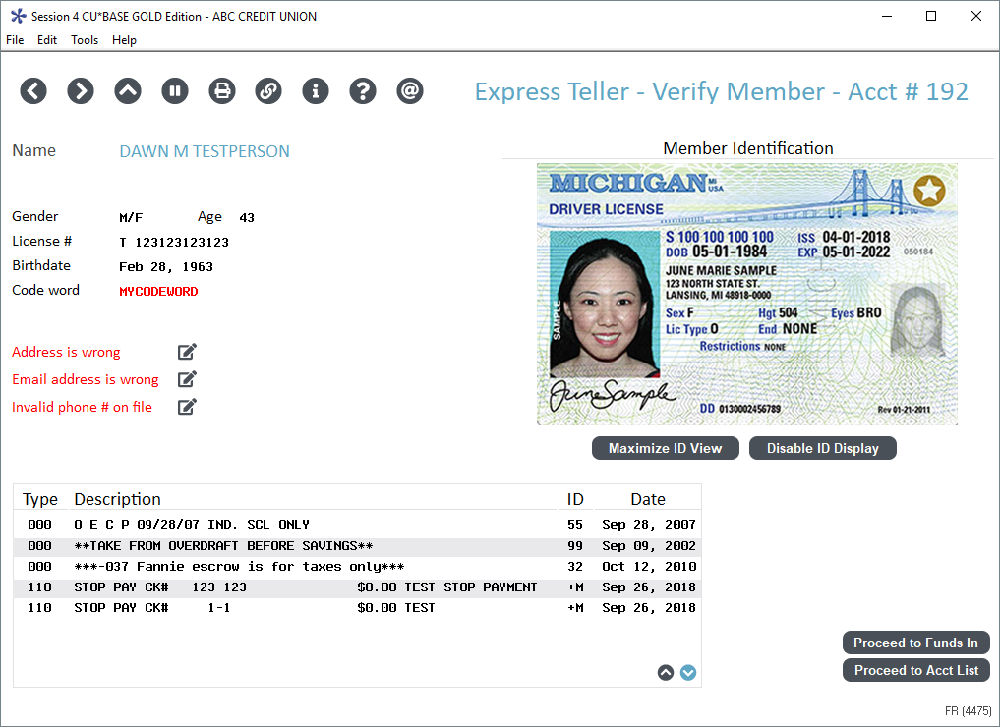 Session 4 CU*BASE GOLD Edition - ABC CREDIT UNION
File Edit Tools Help
Express Teller - Verify Member - Acct # 192
Name DAWN M TESTPERSON
Gender M/F Age 43
License # T 123123123123
Birthdate Feb 28, 1963
Code word MYCODEWORD
Address is wrong
Email address is wrong
Invalid phone # on file
Member Identification
MICHIGAN MI USA
DRIVER LICENSE
S 100 100 100 100 ISS 04-01-2018
DOB 05-01-1984 EXP 05-01-2022 050184
JUNE MARIE SAMPLE
123 NORTH STATE ST.
LANSING, MI 48918-0000
Sex F Hgt 504 Eyes BRO
Lic Type O End NONE
Restrictions NONE
SAMPLE
MICH
June Sample
DD 0130002456789 Rev 01-21-2011
Maximize ID View Disable ID Display
Type Description ID Date
000 O E C P 09/28/07 IND. SCL ONLY 55 Sep 28, 2007
000 **TAKE FROM OVERDRAFT BEFORE SAVINGS** 99 Sep 09, 2002
000 ***-037 Fannie escrow is for taxes only*** 32 Oct 12, 2010
110 STOP PAY CK# 123-123 $0.00 TEST STOP PAYMENT +M Sep 26, 2018
110 STOP PAY CK# 1-1 $0.00 TEST +M Sep 26, 2018
Proceed to Funds In
Proceed to Acct List
FR (4475)